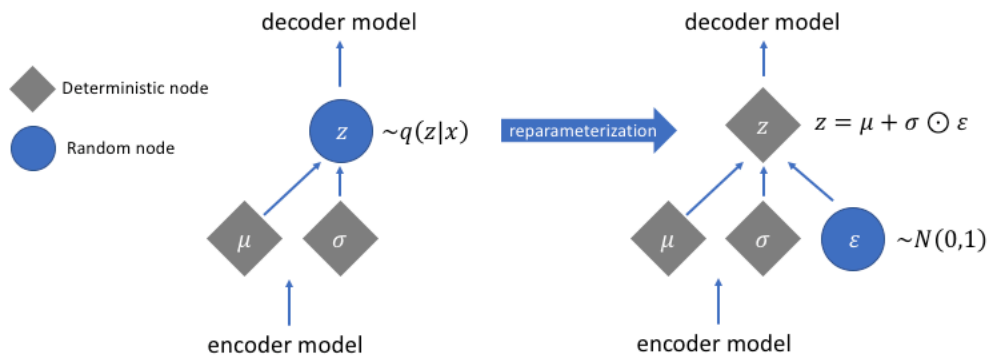 decoder model
decoder model
Deterministic node
Random node
z
~q(z|x)
reparameterization
z
z = μ + σ ⊙ ε
μ
σ
μ
σ
ε
~N(0,1)
encoder model
encoder model